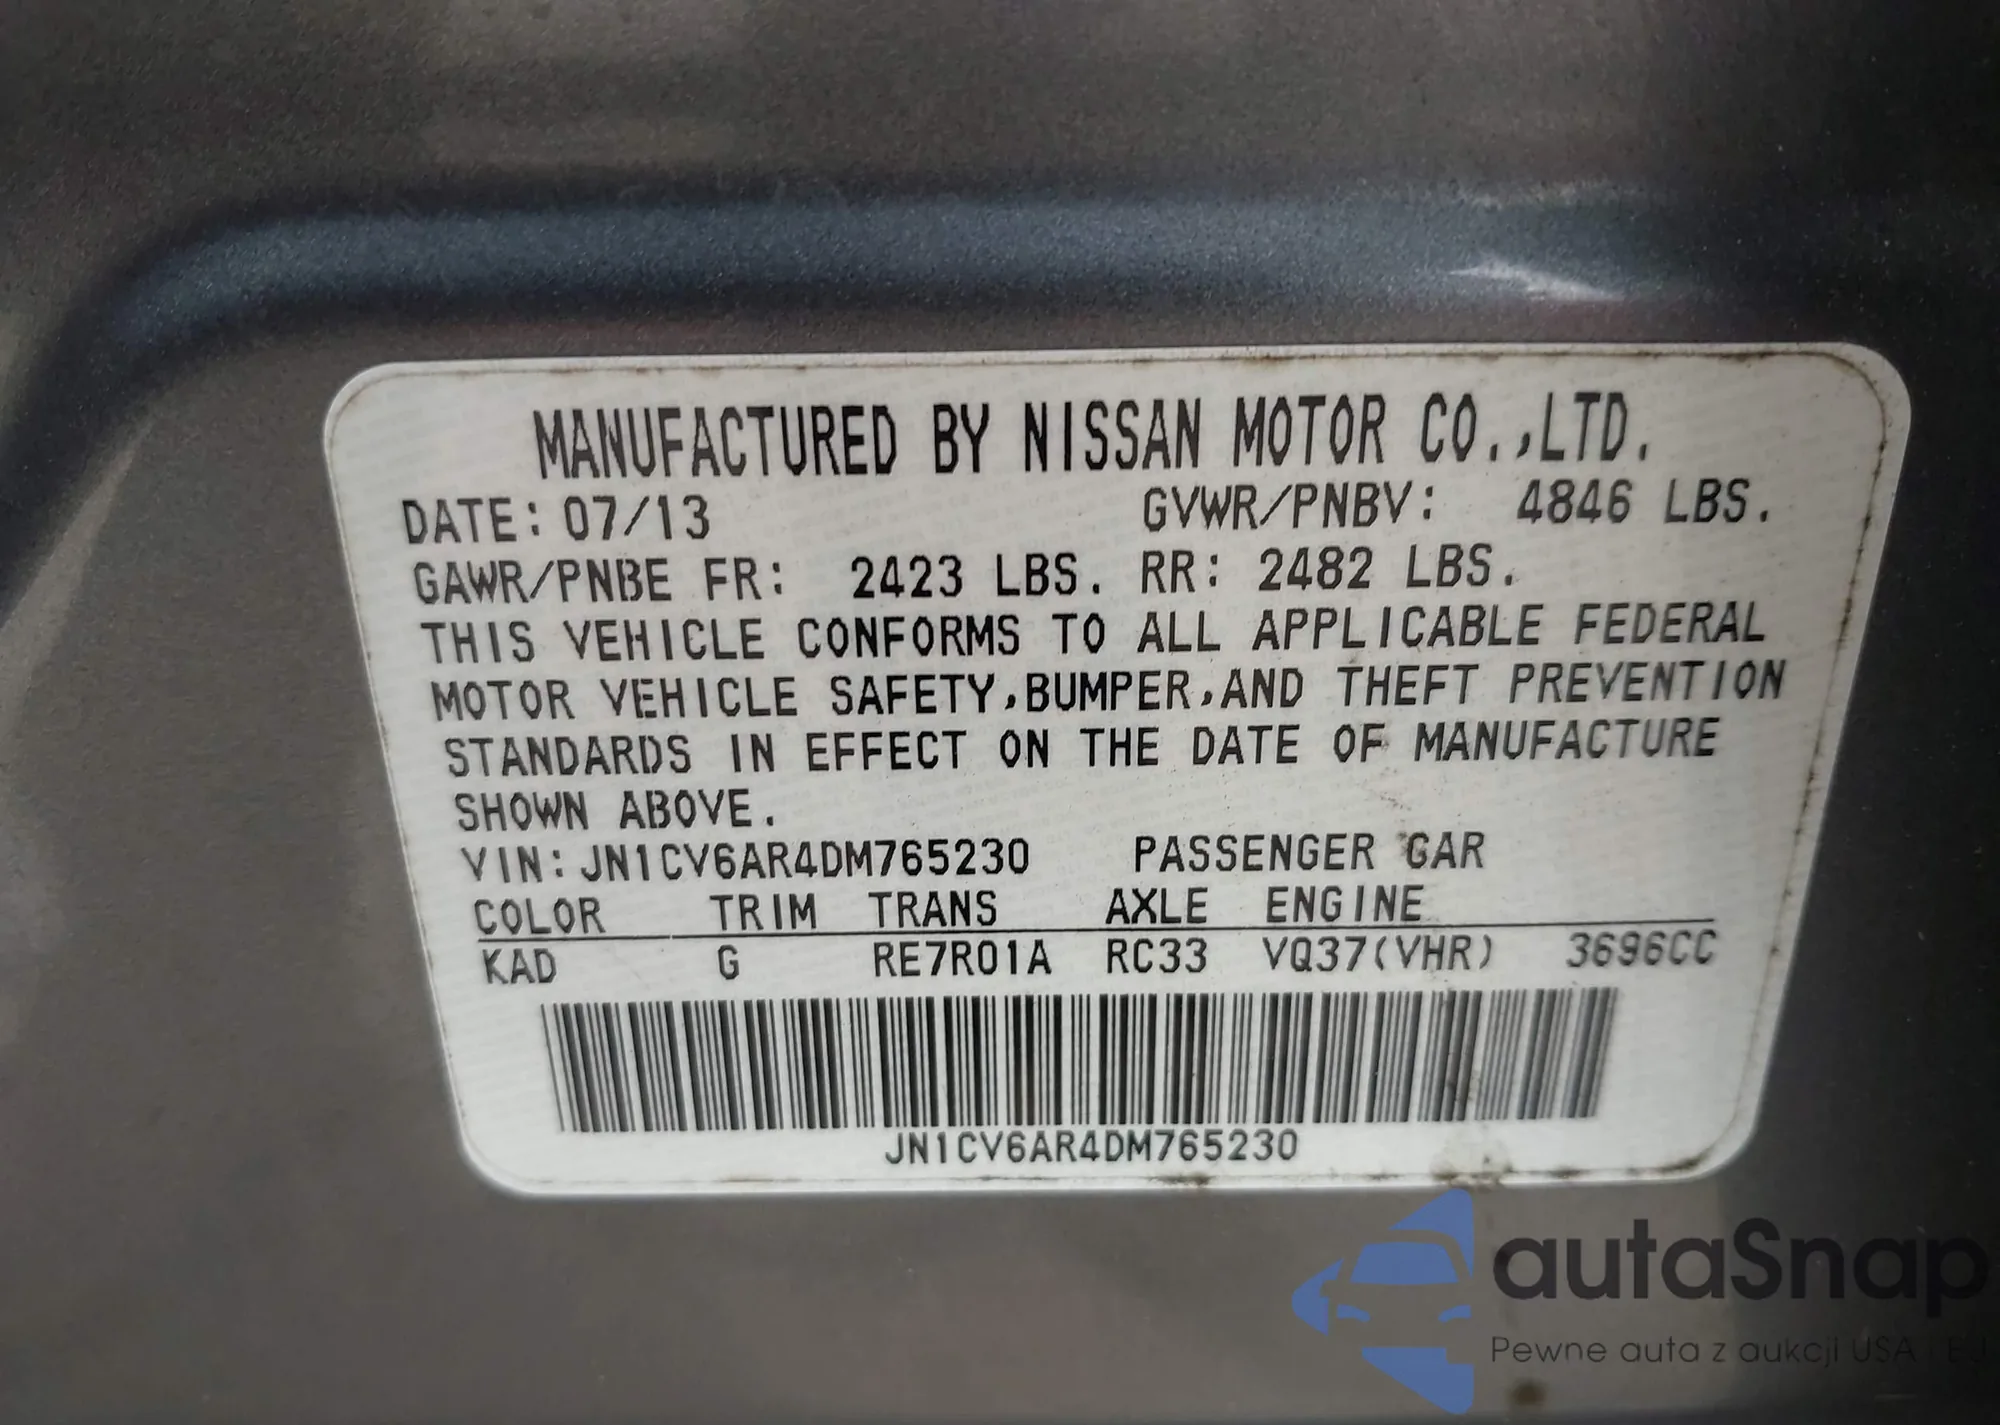 MANUFACTURED BY NISSAN MOTOR CO.,LTD.
DATE: 07/13 GVWR/PNBV: 4846 LBS.
GAWR/PNBE FR: 2423 LBS. RR: 2482 LBS.
THIS VEHICLE CONFORMS TO ALL APPLICABLE FEDERAL
MOTOR VEHICLE SAFETY,BUMPER,AND THEFT PREVENTION
STANDARDS IN EFFECT ON THE DATE OF MANUFACTURE
SHOWN ABOVE.
VIN:JN1CV6AR4DM765230 PASSENGER CAR
COLOR TRIM TRANS AXLE ENGINE
KAD G RE7R01A RC33 VQ37(VHR) 3696CC
JN1CV6AR4DM765230
autaSnap
Pewne auta z aukcji USA i EU